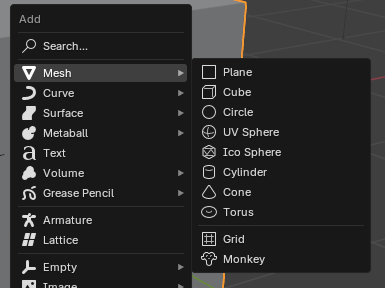 Add
Search...
Mesh
Curve
Surface
Metaball
Text
Volume
Grease Pencil
Armature
Lattice
Empty
Image
Plane
Cube
Circle
UV Sphere
Ico Sphere
Cylinder
Cone
Torus
Grid
Monkey